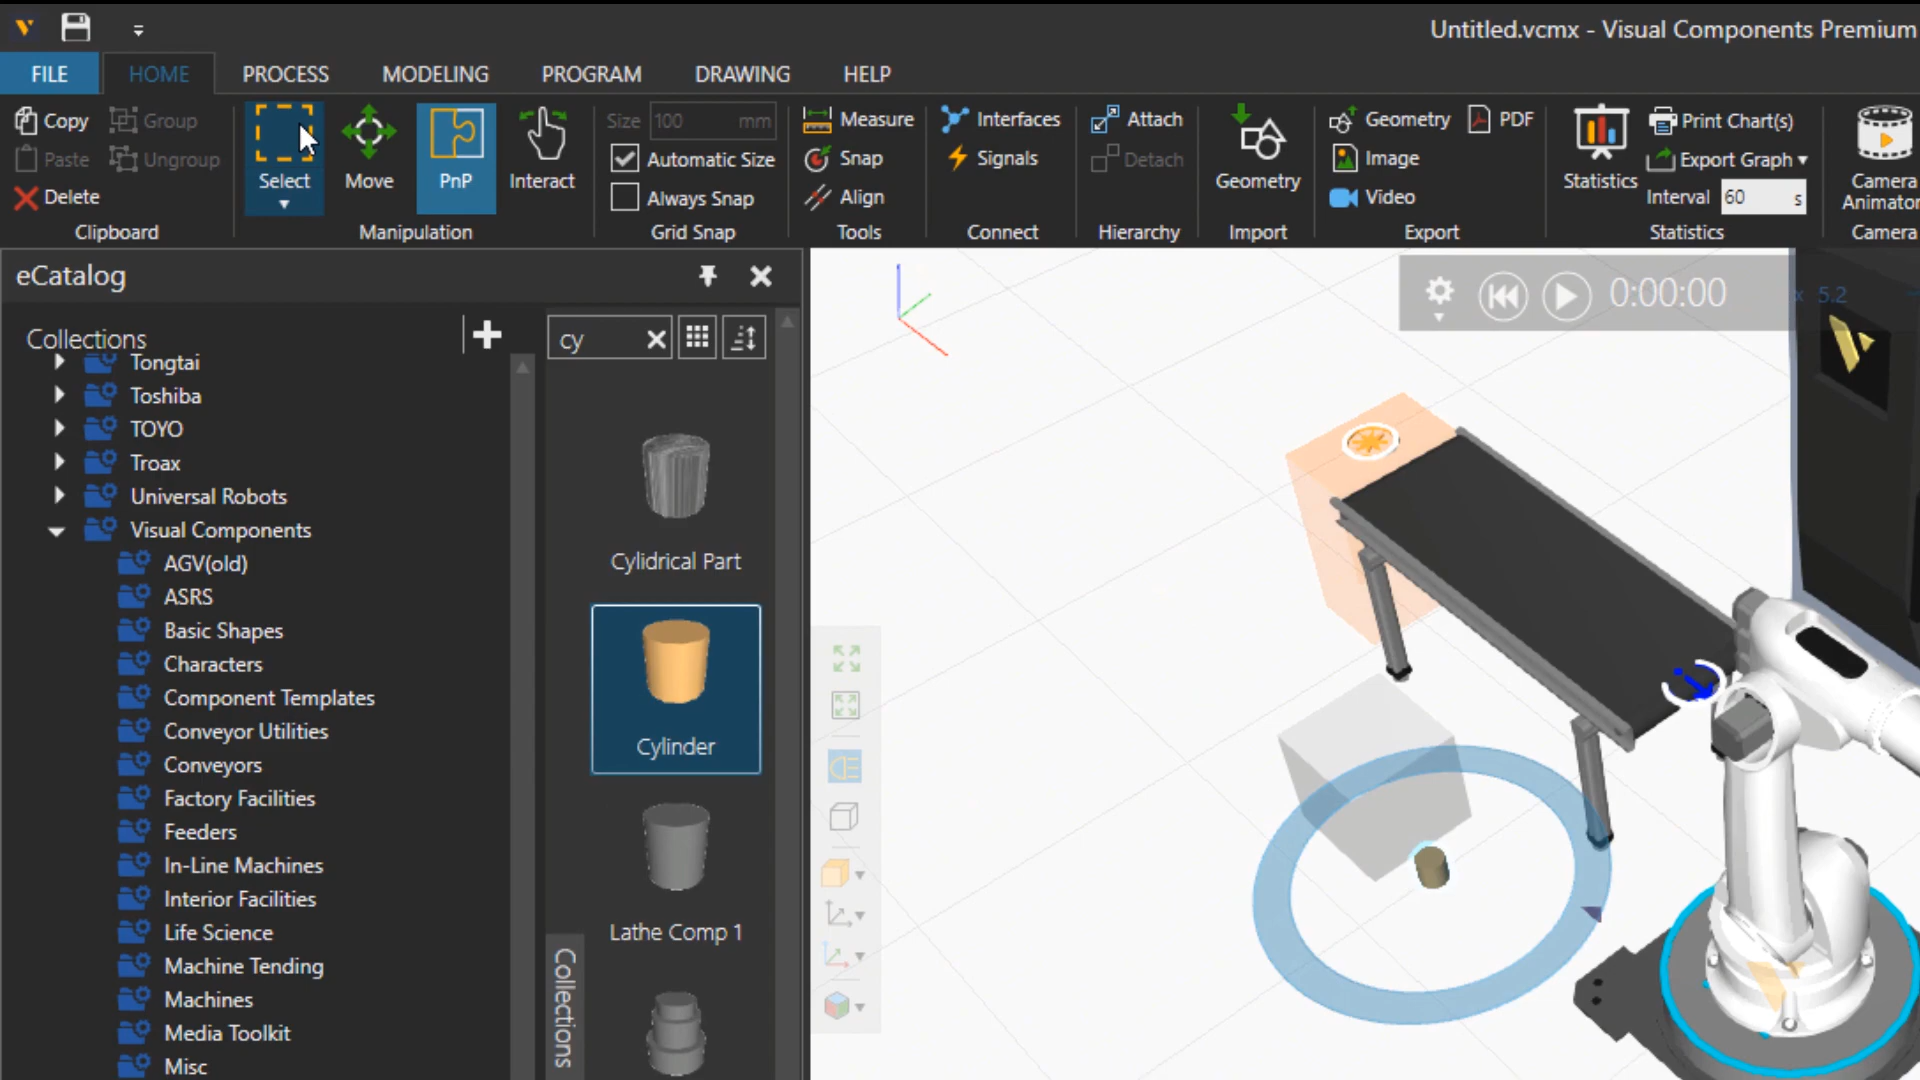 Untitled.vcmx - Visual Components Premium
FILE HOME PROCESS MODELING PROGRAM DRAWING HELP
Copy Group
Paste Ungroup
Delete
Clipboard
Select Move PnP Interact
Manipulation
Size 100 mm
Automatic Size
Always Snap
Grid Snap
Measure
Snap
Align
Tools
Interfaces
Signals
Connect
Attach
Detach
Hierarchy
Geometry
Import
Geometry PDF
Image
Video
Export
Statistics
Print Chart(s)
Export Graph
Interval 60 s
Statistics
Camera
Animator
Camera
eCatalog
Collections
cy
Tongtai
Toshiba
TOYO
Troax
Universal Robots
Visual Components
AGV(old)
ASRS
Basic Shapes
Characters
Component Templates
Conveyor Utilities
Conveyors
Factory Facilities
Feeders
In-Line Machines
Interior Facilities
Life Science
Machine Tending
Machines
Media Toolkit
Misc
Cylidrical Part
Cylinder
Lathe Comp 1
Collections
0:00:00
x 5.2